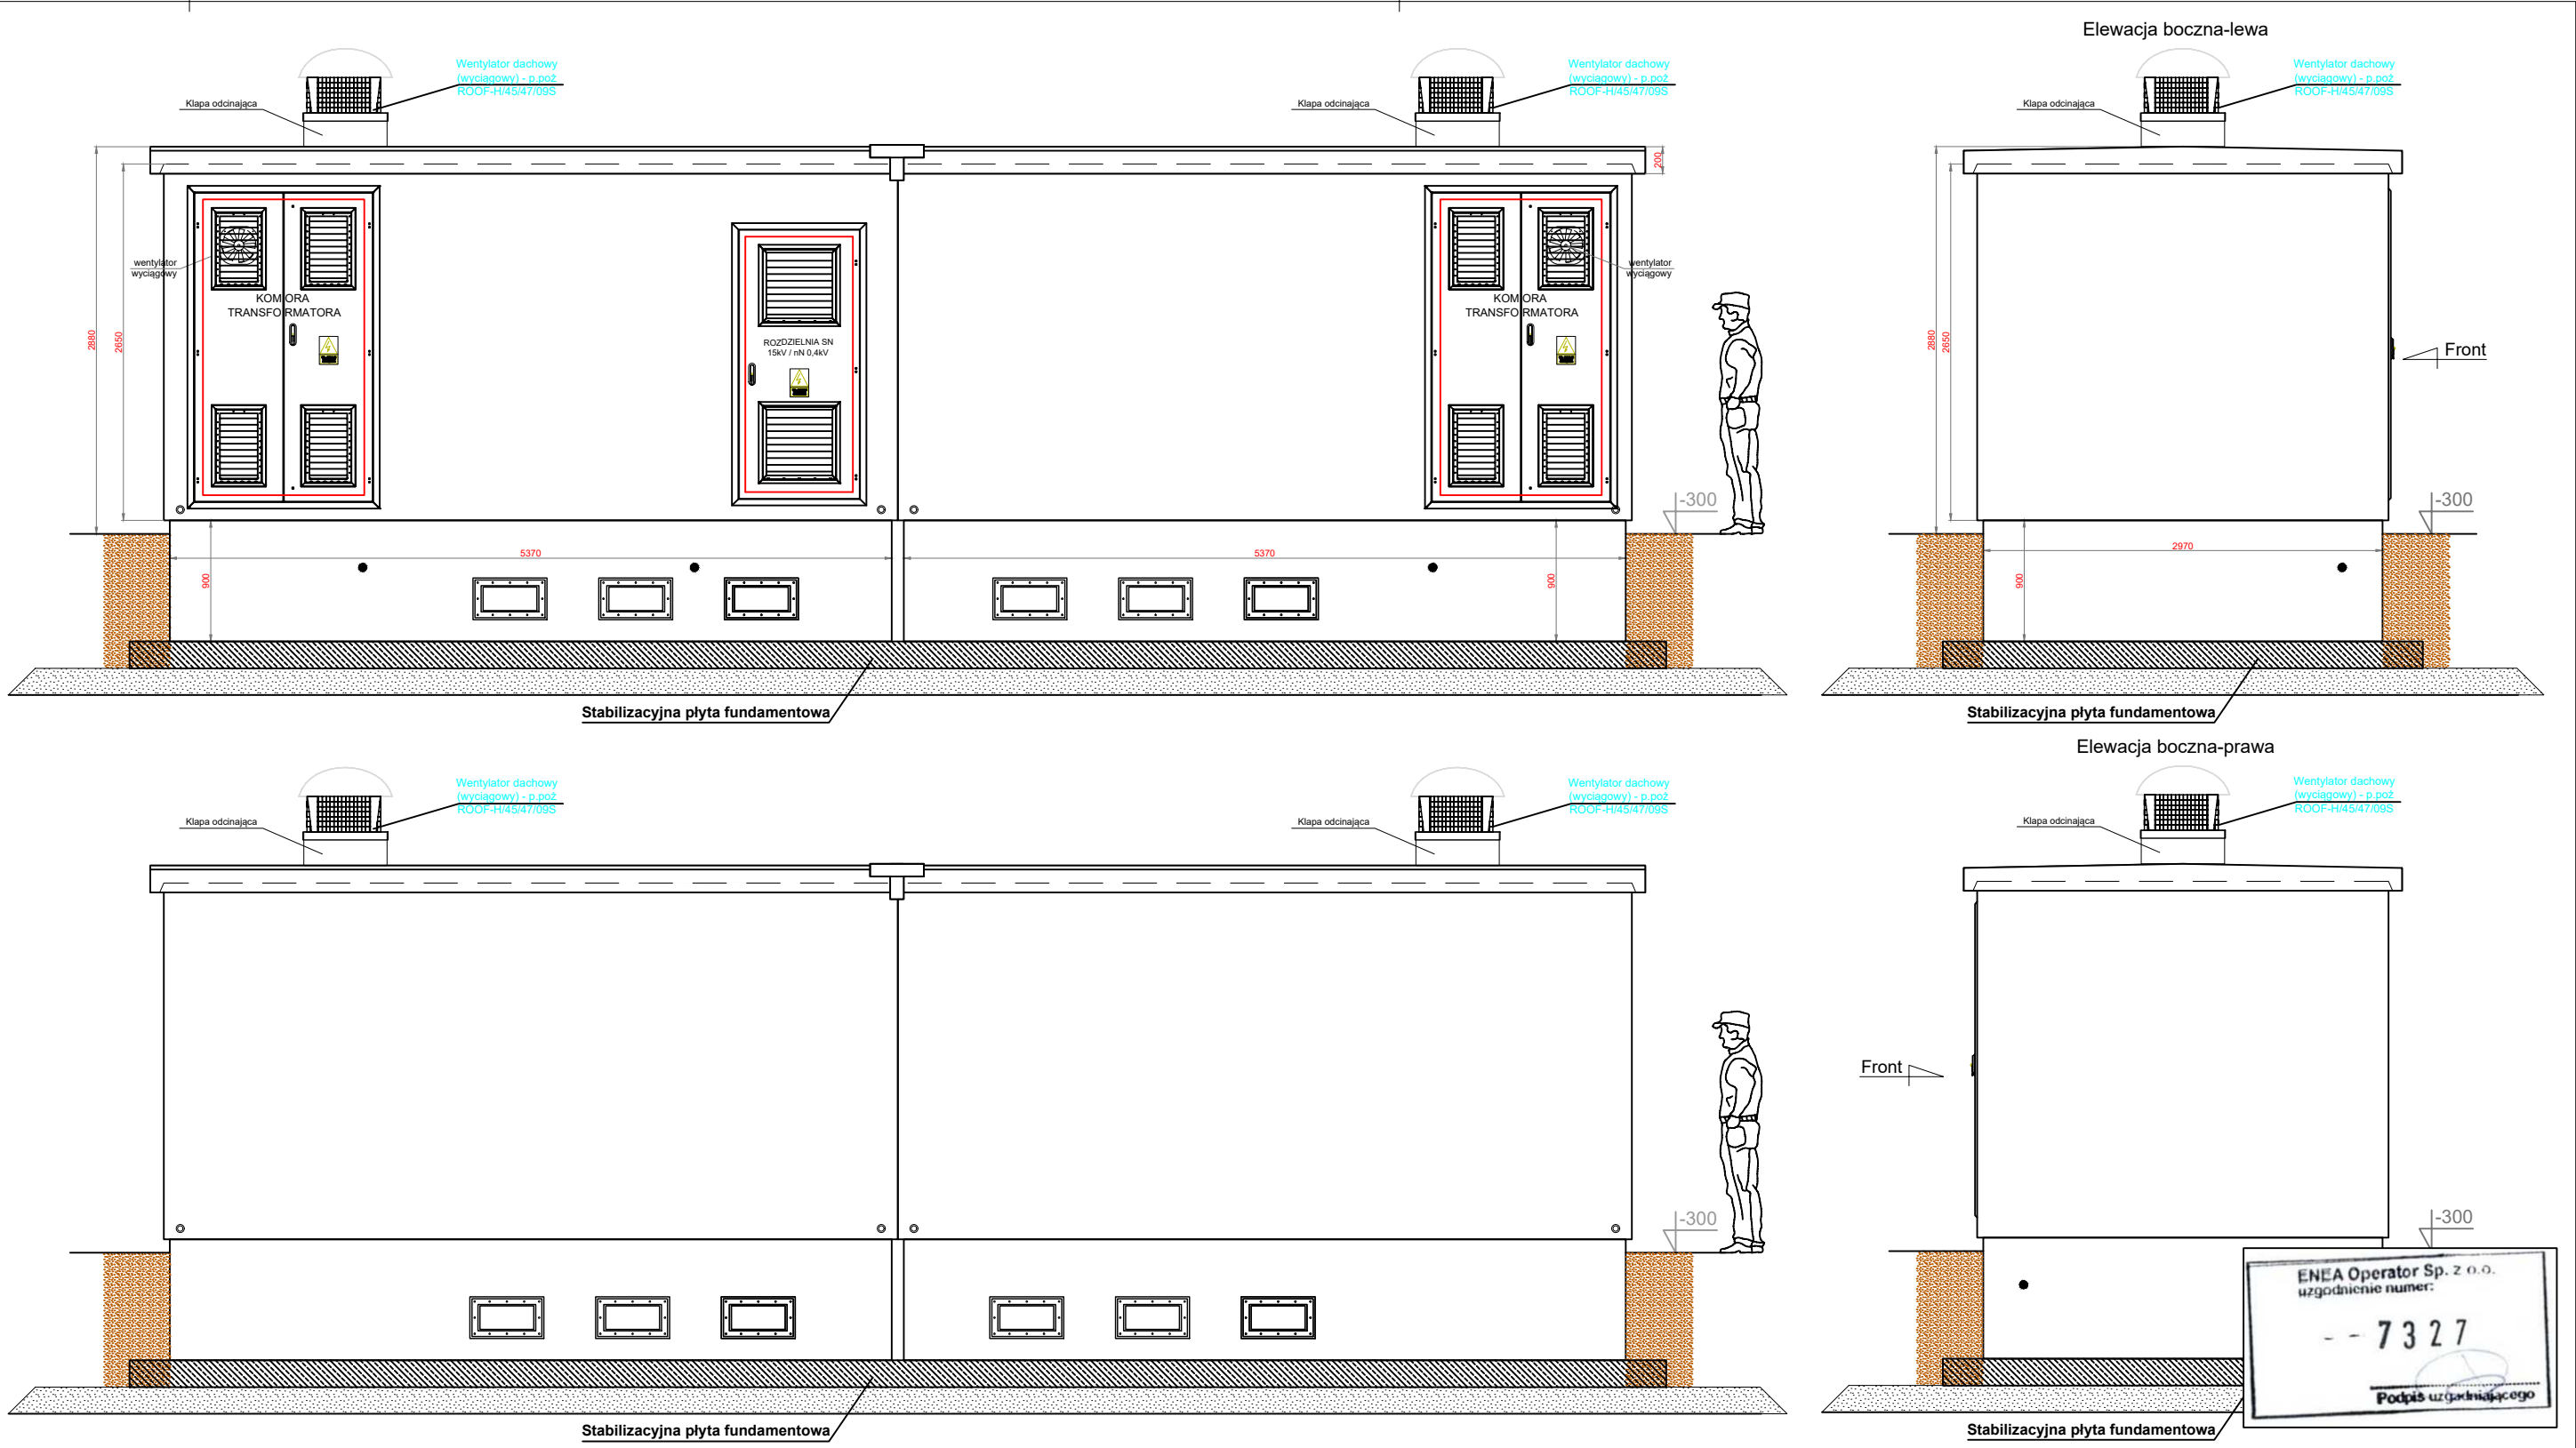 Wentylator dachowy
(wyciągowy) - p.poż
ROOF-H/45/47/09S
Klapa odcinająca
Wentylator dachowy
(wyciągowy) - p.poż
ROOF-H/45/47/09S
Klapa odcinająca
200
2880
2650
wentylator
wyciągowy
KOMORA
TRANSFORMATORA
ROZDZIELNIA SN
15kV / nN 0,4kV
KOMORA
TRANSFORMATORA
wentylator
wyciągowy
-300
5370
5370
900
900
Stabilizacyjna płyta fundamentowa
Elewacja boczna-lewa
Wentylator dachowy
(wyciągowy) - p.poż
ROOF-H/45/47/09S
Klapa odcinająca
2880
2650
Front
-300
2970
900
Stabilizacyjna płyta fundamentowa
Wentylator dachowy
(wyciągowy) - p.poż
ROOF-H/45/47/09S
Klapa odcinająca
Wentylator dachowy
(wyciągowy) - p.poż
ROOF-H/45/47/09S
Klapa odcinająca
-300
Stabilizacyjna płyta fundamentowa
Elewacja boczna-prawa
Wentylator dachowy
(wyciągowy) - p.poż
ROOF-H/45/47/09S
Klapa odcinająca
Front
-300
Stabilizacyjna płyta fundamentowa
ENEA Operator Sp. z o.o.
uzgodnienie numer:
- - 7327
Podpis uzgadniającego